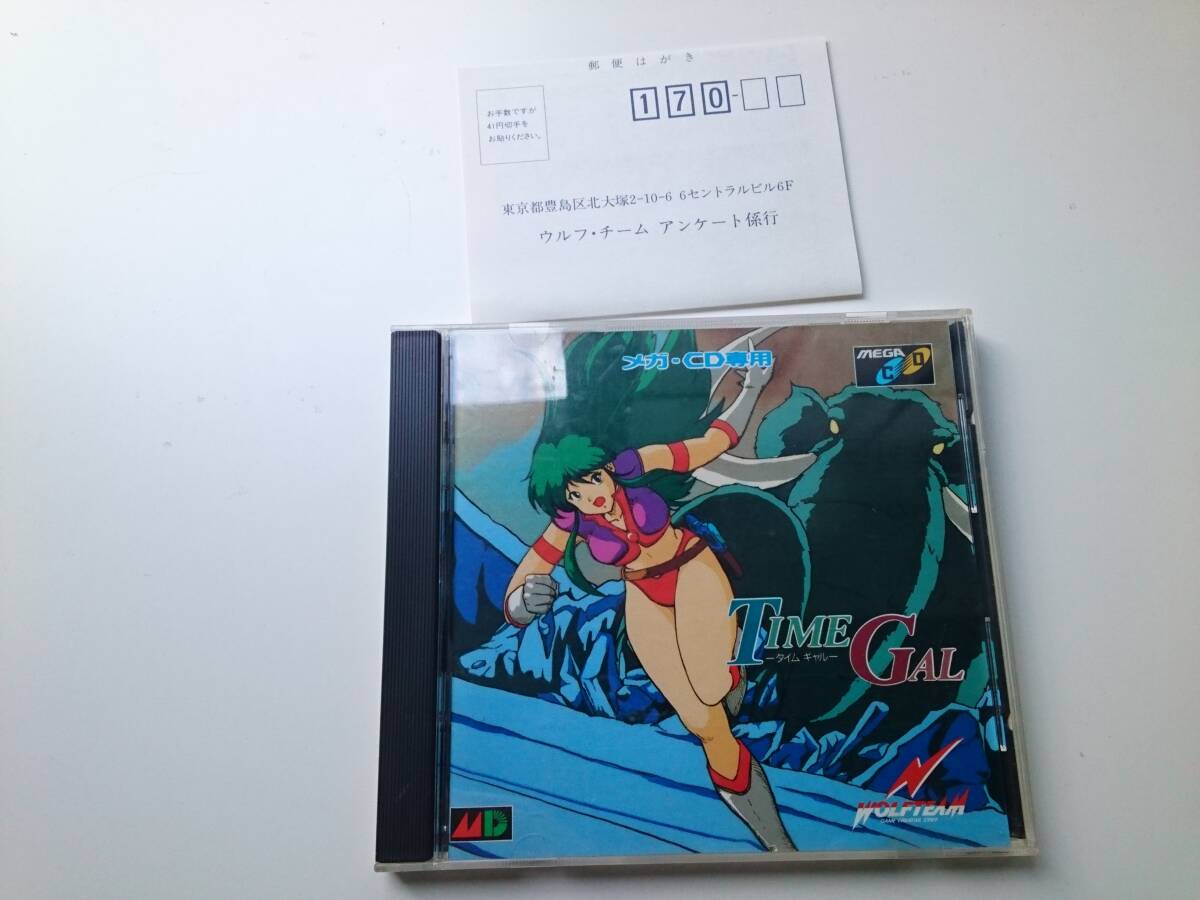 郵便はがき
お手数ですが
41円切手を
お貼りください。
170-
東京都豊島区北大塚2-10-6 6セントラルビル6F
ウルフ・チーム アンケート係行
メガ・CD専用
MEGA
CD
TIME GAL
ータイム ギャルー
MD
WOLFTEAM